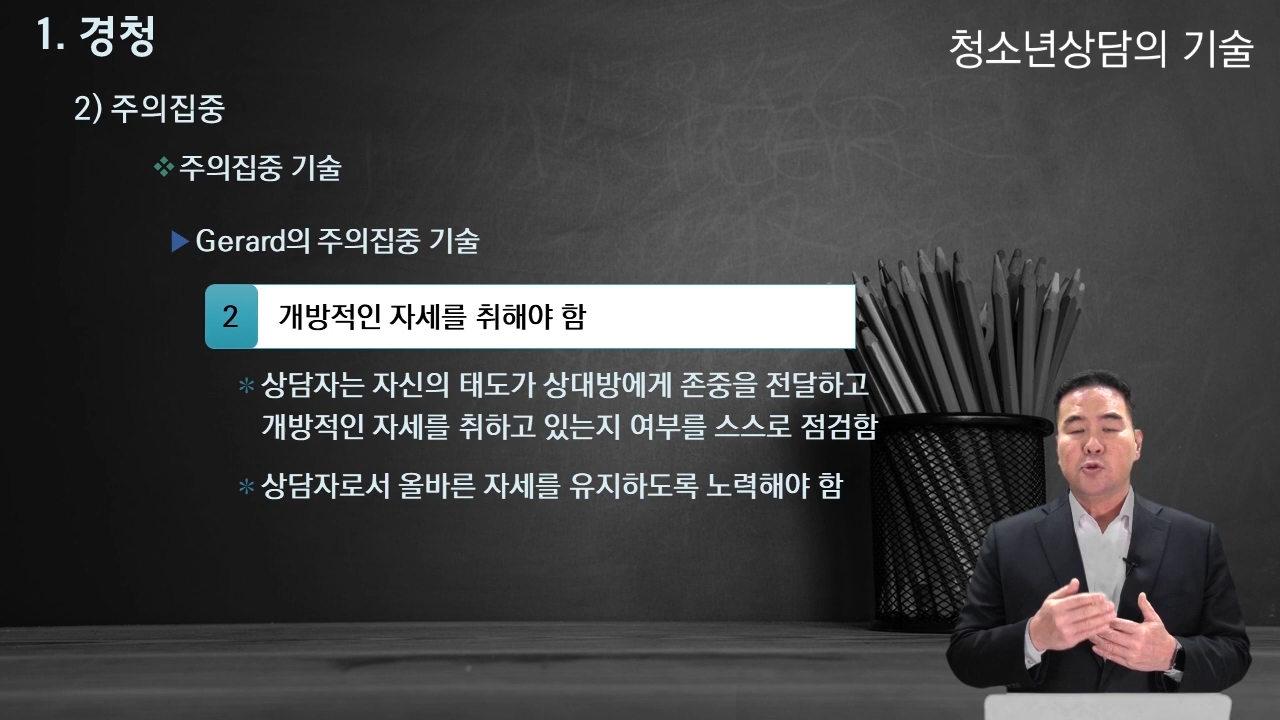 1. 경청
청소년상담의 기술
2) 주의집중
❖주의집중 기술
▶Gerard의 주의집중 기술
2 개방적인 자세를 취해야 함
＊상담자는 자신의 태도가 상대방에게 존중을 전달하고
개방적인 자세를 취하고 있는지 여부를 스스로 점검함
＊상담자로서 올바른 자세를 유지하도록 노력해야 함